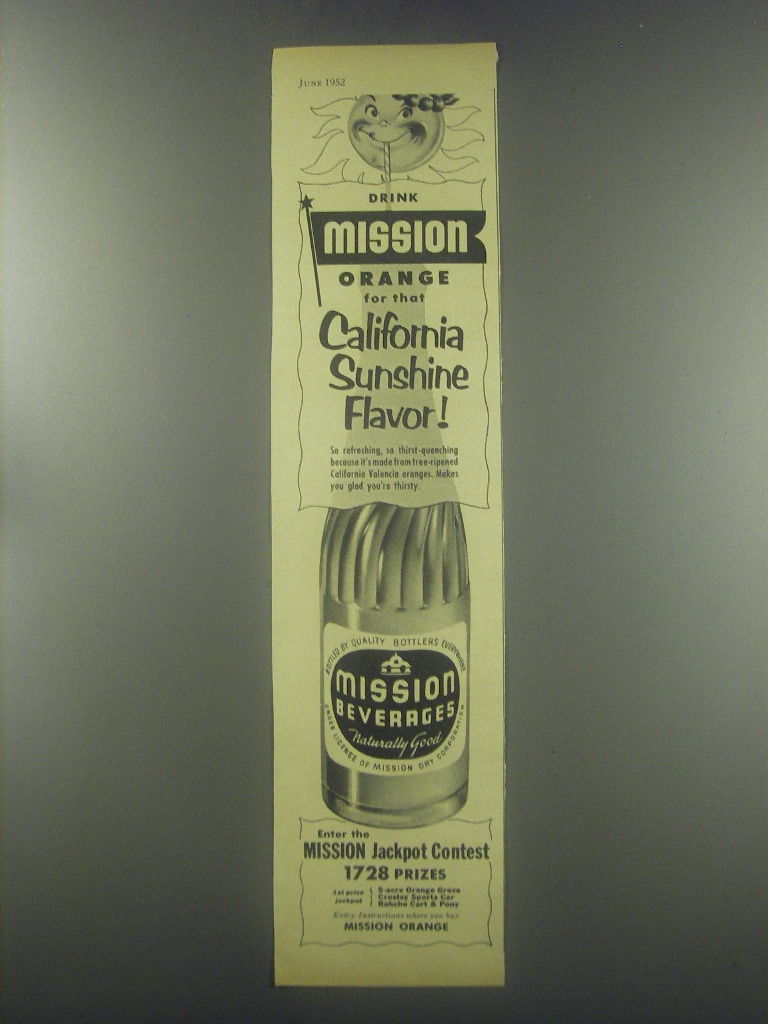 JUNE 1952
DRINK
MISSION
ORANGE
for that
California
Sunshine
Flavor!
So refreshing, so thirst-quenching
because it's made from tree-ripened
California Valencia oranges. Makes
you glad you're thirsty.
BOTTLED BY QUALITY BOTTLERS EVERYWHERE
MISSION
BEVERAGES
Naturally Good
UNDER LICENSE OF MISSION DRY CORPORATION
Enter the
MISSION Jackpot Contest
1728 PRIZES
1st prize
Jackpot
5-acre Orange Grove
Crosley Sports Car
Rancho Cart & Pony
Entry Instructions where you buy
MISSION ORANGE